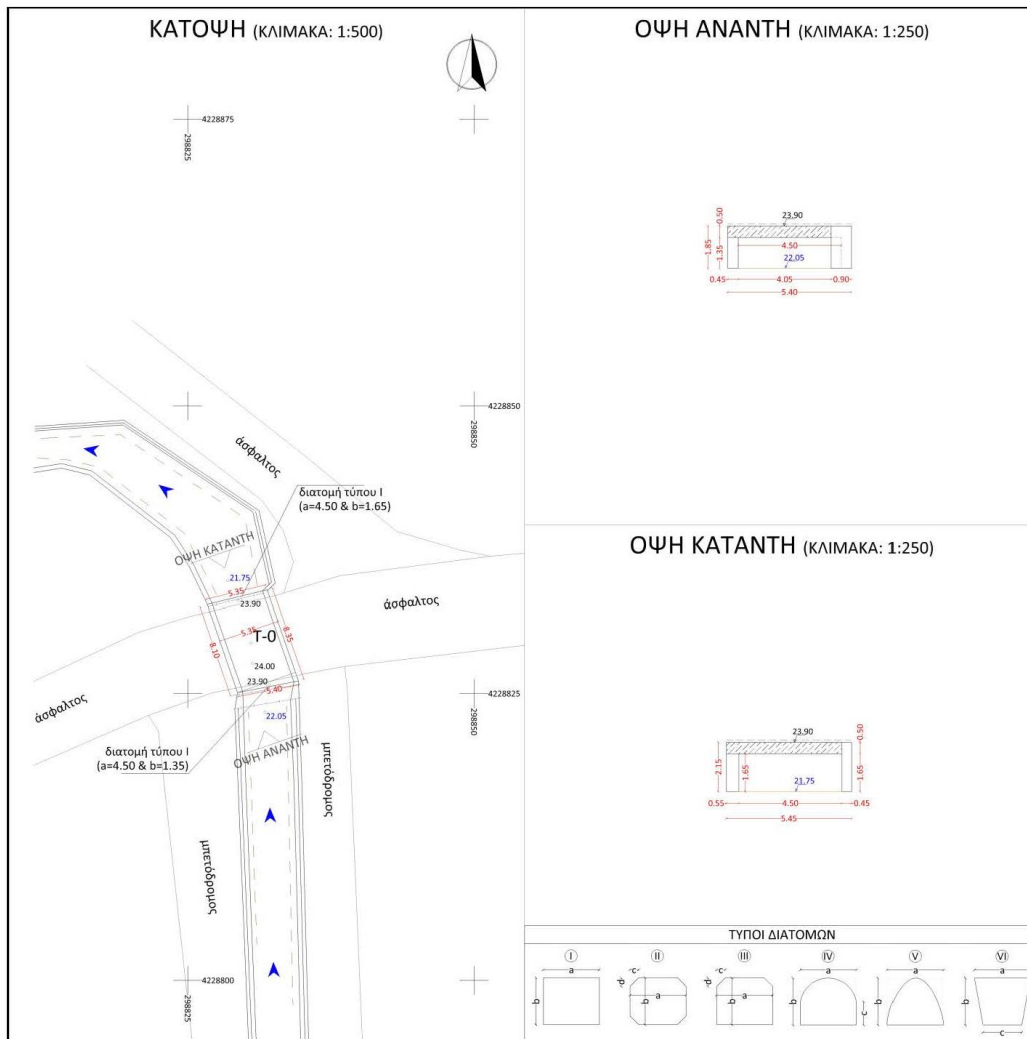 ΚΑΤΟΨΗ (ΚΛΙΜΑΚΑ: 1:500)
4228875
298825
4228850
298850
άσφαλτος
διατομή τύπου Ι
(a=4.50 & b=1.65)
ΟΨΗ ΚΑΤΑΝΤΗ
21.75
5.35
23.90
άσφαλτος
5.35
T-0
8.10
8.35
24.00
23.90
5.40
4228825
298850
22.05
άσφαλτος
διατομή τύπου Ι
(a=4.50 & b=1.35)
ΟΨΗ ΑΝΑΝΤΗ
μπετόδρομος
μπετόδρομος
4228800
298825
ΟΨΗ ΑΝΑΝΤΗ (ΚΛΙΜΑΚΑ: 1:250)
23,90
0.50
1.85
1.35
4.50
22,05
0.45
4.05
0.90
5.40
ΟΨΗ ΚΑΤΑΝΤΗ (ΚΛΙΜΑΚΑ: 1:250)
23,90
0.50
2.15
1.65
1.65
21,75
0.55
4.50
0.45
5.45
ΤΥΠΟΙ ΔΙΑΤΟΜΩΝ
I II III IV V VI
a c c a a a
b d b a d b a b c b b c